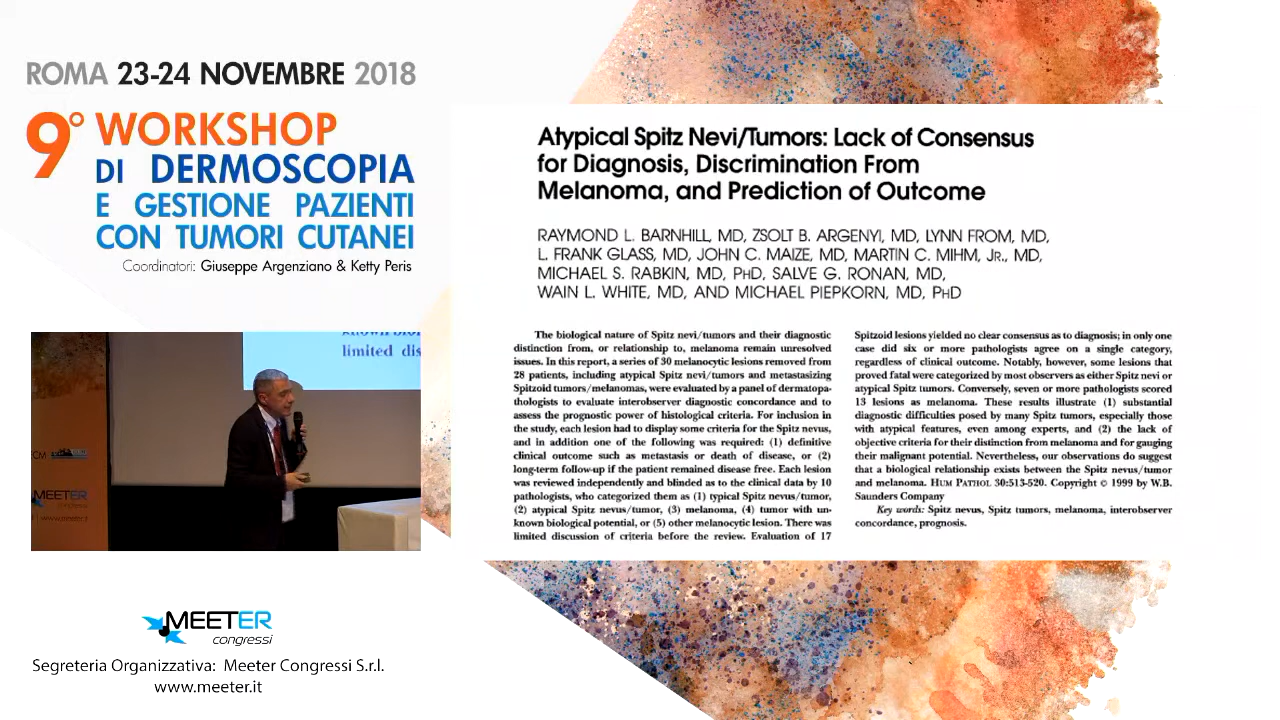 ROMA 23-24 NOVEMBRE 2018
9° WORKSHOP
DI DERMOSCOPIA
E GESTIONE PAZIENTI
CON TUMORI CUTANEI
Coordinatori: Giuseppe Argenziano & Ketty Peris
limited dis
CM
MEETER
congressi
www.meeter.it
MEETER
congressi
Segreteria Organizzativa: Meeter Congressi S.r.l.
www.meeter.it
Atypical Spitz Nevi/Tumors: Lack of Consensus
for Diagnosis, Discrimination From
Melanoma, and Prediction of Outcome
RAYMOND L. BARNHILL, MD, ZSOLT B. ARGENYI, MD, LYNN FROM, MD,
L. FRANK GLASS, MD, JOHN C. MAIZE, MD, MARTIN C. MIHM, JR., MD,
MICHAEL S. RABKIN, MD, PHD, SALVE G. RONAN, MD,
WAIN L. WHITE, MD, AND MICHAEL PIEPKORN, MD, PHD
The biological nature of Spitz nevi/tumors and their diagnostic
distinction from, or relationship to, melanoma remain unresolved
issues. In this report, a series of 30 melanocytic lesions removed from
28 patients, including atypical Spitz nevi/tumors and metastasizing
Spitzoid tumors/melanomas, were evaluated by a panel of dermatopa-
thologists to evaluate interobserver diagnostic concordance and to
assess the prognostic power of histological criteria. For inclusion in
the study, each lesion had to display some criteria for the Spitz nevus,
and in addition one of the following was required: (1) definitive
clinical outcome such as metastasis or death of disease, or (2)
long-term follow-up if the patient remained disease free. Each lesion
was reviewed independently and blinded as to the clinical data by 10
pathologists, who categorized them as (1) typical Spitz nevus/tumor,
(2) atypical Spitz nevus/tumor, (3) melanoma, (4) tumor with un-
known biological potential, or (5) other melanocytic lesion. There was
limited discussion of criteria before the review. Evaluation of 17
Spitzoid lesions yielded no clear consensus as to diagnosis; in only one
case did six or more pathologists agree on a single category,
regardless of clinical outcome. Notably, however, some lesions that
proved fatal were categorized by most observers as either Spitz nevi or
atypical Spitz tumors. Conversely, seven or more pathologists scored
13 lesions as melanoma. These results illustrate (1) substantial
diagnostic difficulties posed by many Spitz tumors, especially those
with atypical features, even among experts, and (2) the lack of
objective criteria for their distinction from melanoma and for gauging
their malignant potential. Nevertheless, our observations do suggest
that a biological relationship exists between the Spitz nevus/tumor
and melanoma. HUM PATHOL 30:513-520. Copyright © 1999 by W.B.
Saunders Company
Key words: Spitz nevus, Spitz tumors, melanoma, interobserver
concordance, prognosis.